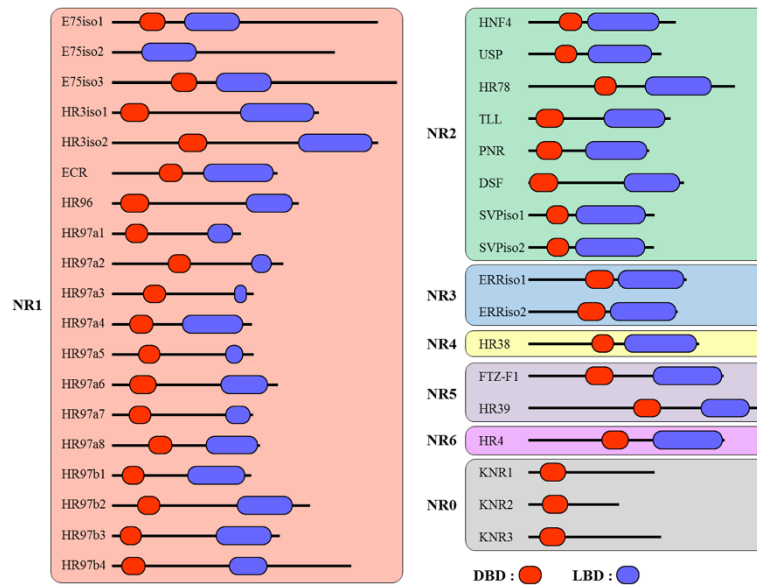 NR1
E75iso1
E75iso2
E75iso3
HR3iso1
HR3iso2
ECR
HR96
HR97a1
HR97a2
HR97a3
HR97a4
HR97a5
HR97a6
HR97a7
HR97a8
HR97b1
HR97b2
HR97b3
HR97b4
NR2
HNF4
USP
HR78
TLL
PNR
DSF
SVPiso1
SVPiso2
NR3
ERRiso1
ERRiso2
NR4
HR38
NR5
FTZ-F1
HR39
NR6
HR4
NR0
KNR1
KNR2
KNR3
DBD : LBD :